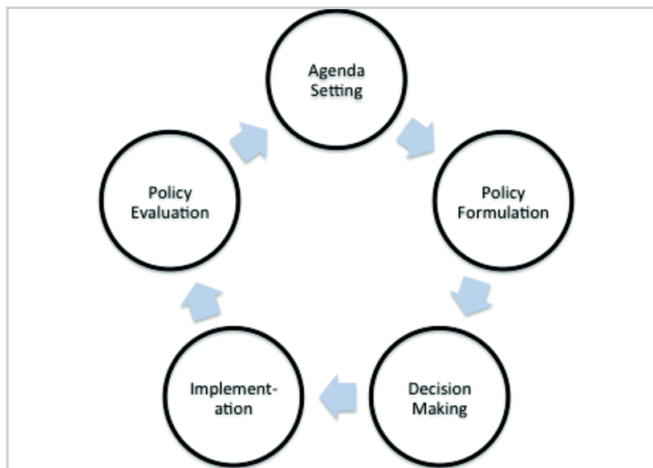 Agenda
Setting
Policy
Formulation
Decision
Making
Implement-
ation
Policy
Evaluation